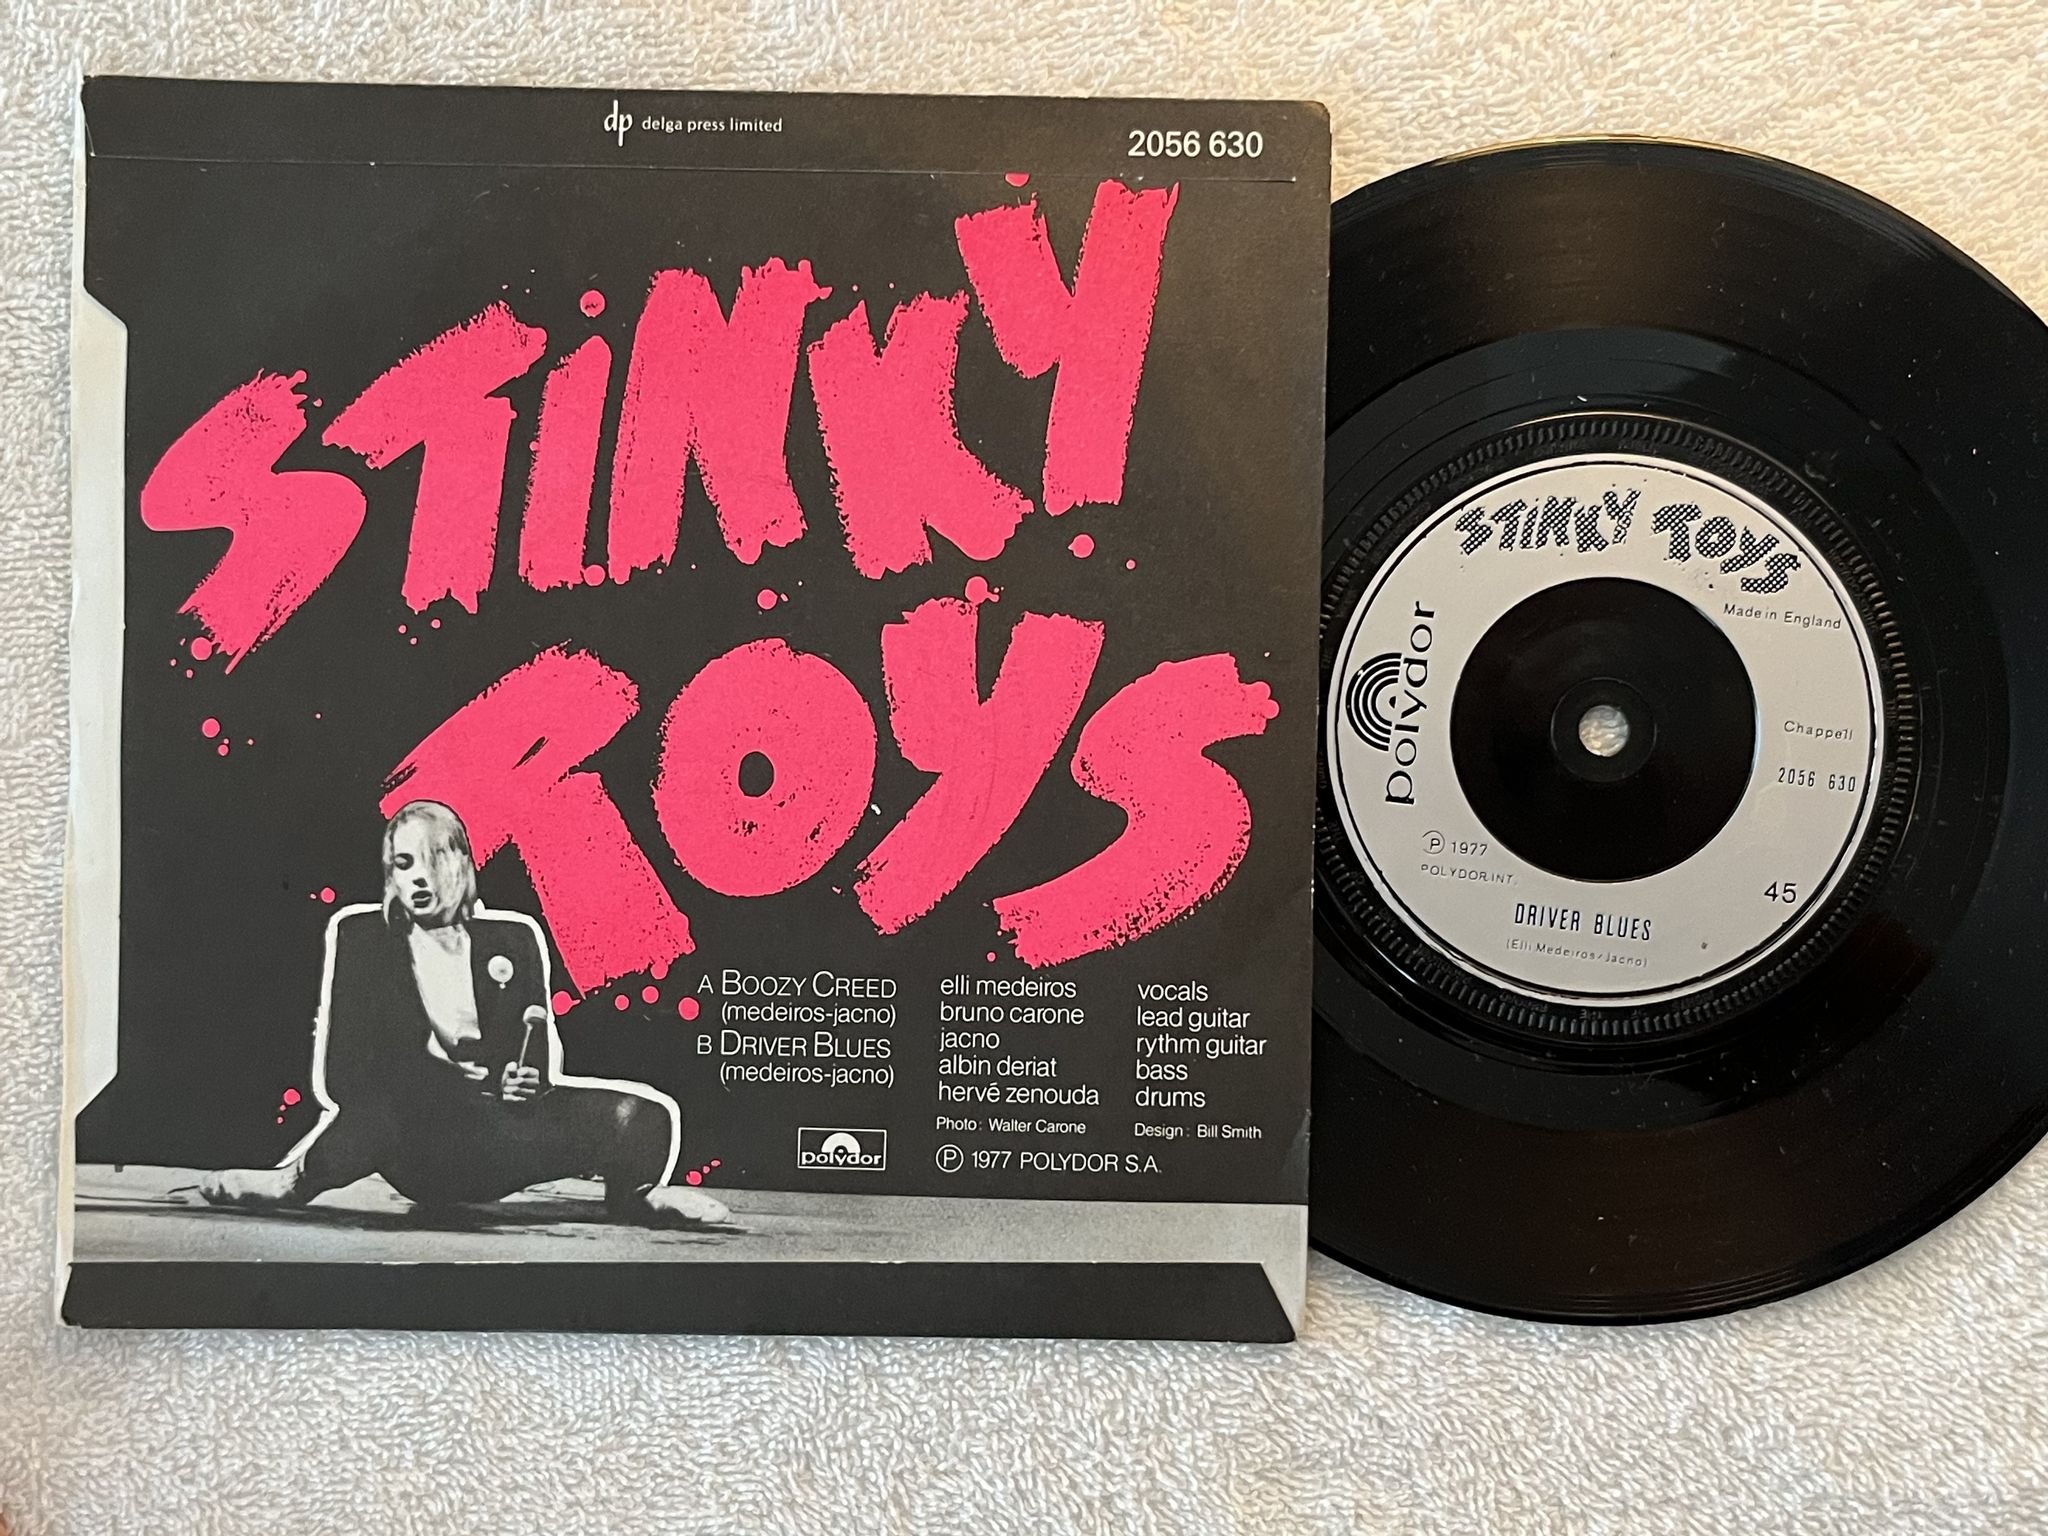 dp delga press limited
2056 630
STiNKY
TOYS
A BOOZY CREED
(medeiros-jacno)
B DRIVER BLUES
(medeiros-jacno)
elli medeiros vocals
bruno carone lead guitar
jacno rythm guitar
albin deriat bass
hervé zenouda drums
Photo: Walter Carone Design: Bill Smith
polydor
Ⓟ 1977 POLYDOR S.A.
STiNKY TOYS
Made in England
polydor
Chappell
2056 630
Ⓟ 1977
POLYDOR INT.
45
DRIVER BLUES
(Elli Medeiros/Jacno)